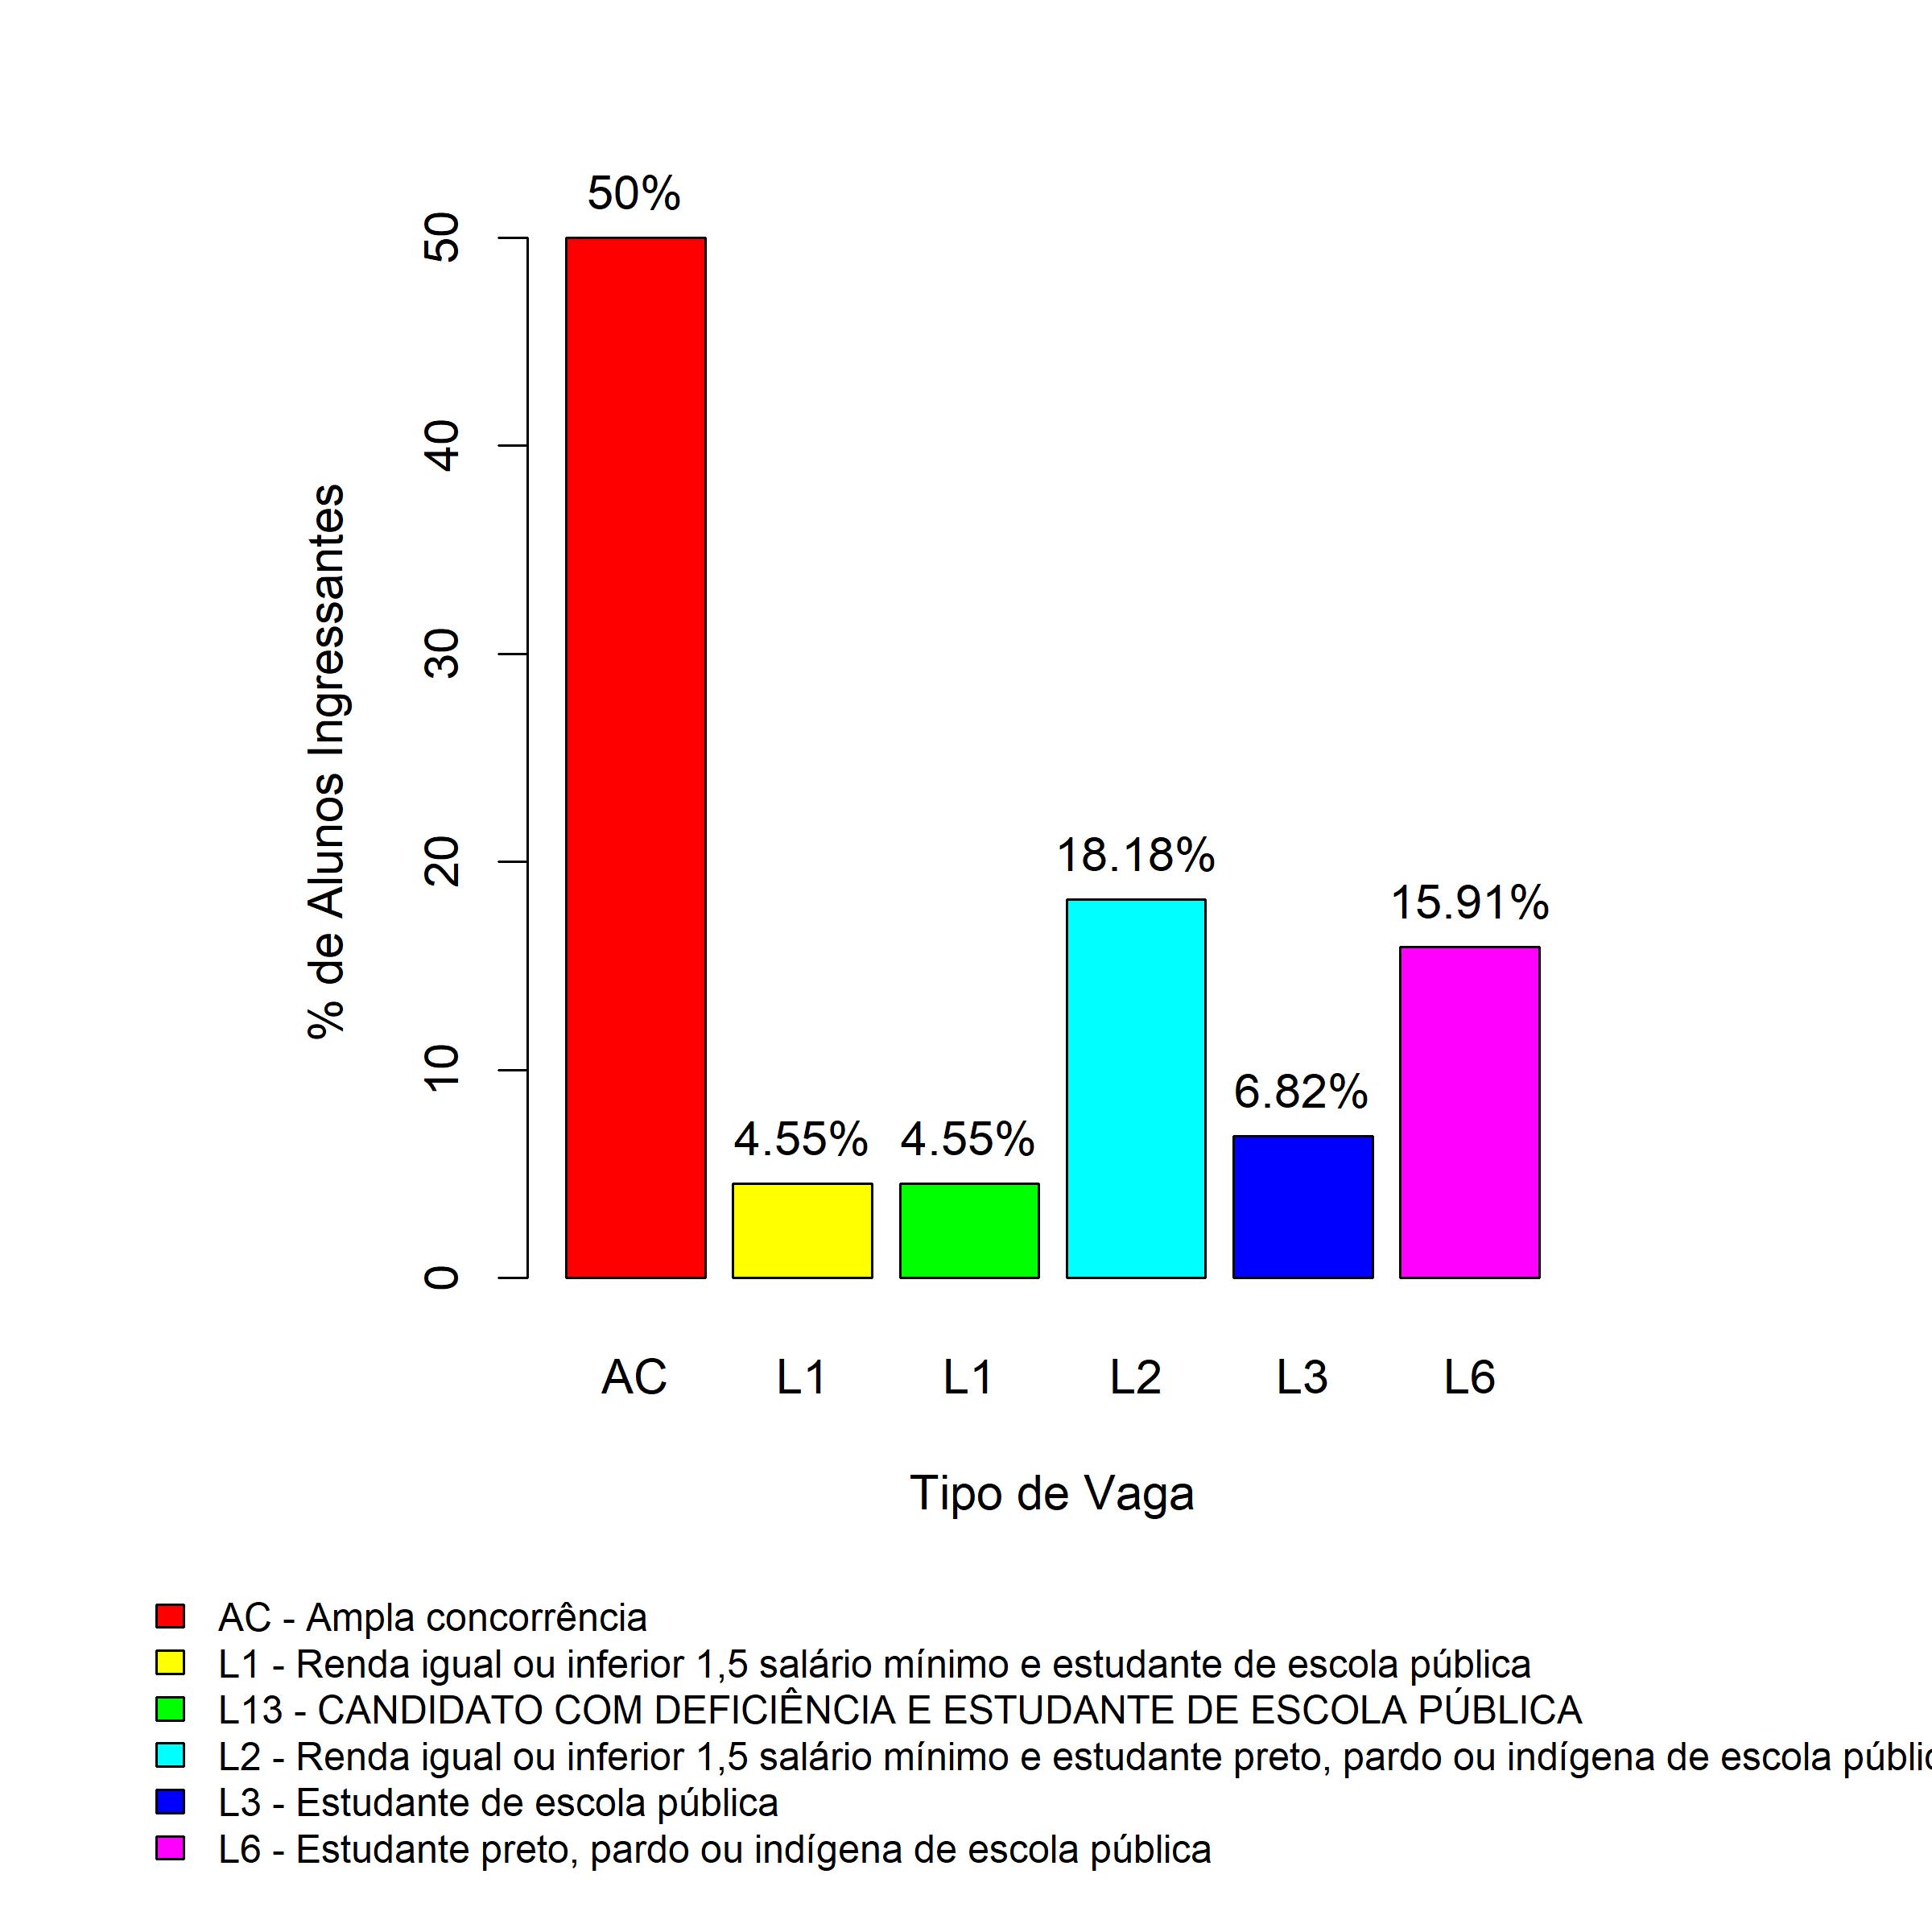 50%
50
40
30
20
10
0
% de Alunos Ingressantes
18.18%
15.91%
6.82%
4.55% 4.55%
AC L1 L1 L2 L3 L6
Tipo de Vaga
AC - Ampla concorrência
L1 - Renda igual ou inferior 1,5 salário mínimo e estudante de escola pública
L13 - CANDIDATO COM DEFICIÊNCIA E ESTUDANTE DE ESCOLA PÚBLICA
L2 - Renda igual ou inferior 1,5 salário mínimo e estudante preto, pardo ou indígena de escola
L3 - Estudante de escola pública
L6 - Estudante preto, pardo ou indígena de escola pública